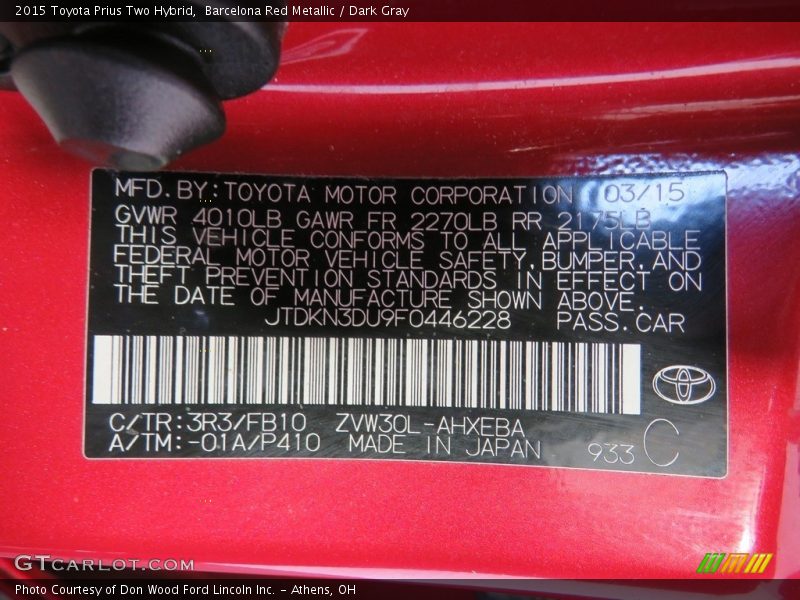 2015 Toyota Prius Two Hybrid, Barcelona Red Metallic / Dark Gray
MFD.BY:TOYOTA MOTOR CORPORATION 03/15
GVWR 4010LB GAWR FR 2270LB RR 2175LB
THIS VEHICLE CONFORMS TO ALL APPLICABLE
FEDERAL MOTOR VEHICLE SAFETY,BUMPER,AND
THEFT PREVENTION STANDARDS IN EFFECT ON
THE DATE OF MANUFACTURE SHOWN ABOVE.
JTDKN3DU9F0446228 PASS.CAR
C/TR:3R3/FB10 ZVW30L-AHXEBA
A/TM:-01A/P410 MADE IN JAPAN 933 C
GTCARLOT.COM
Photo Courtesy of Don Wood Ford Lincoln Inc. - Athens, OH